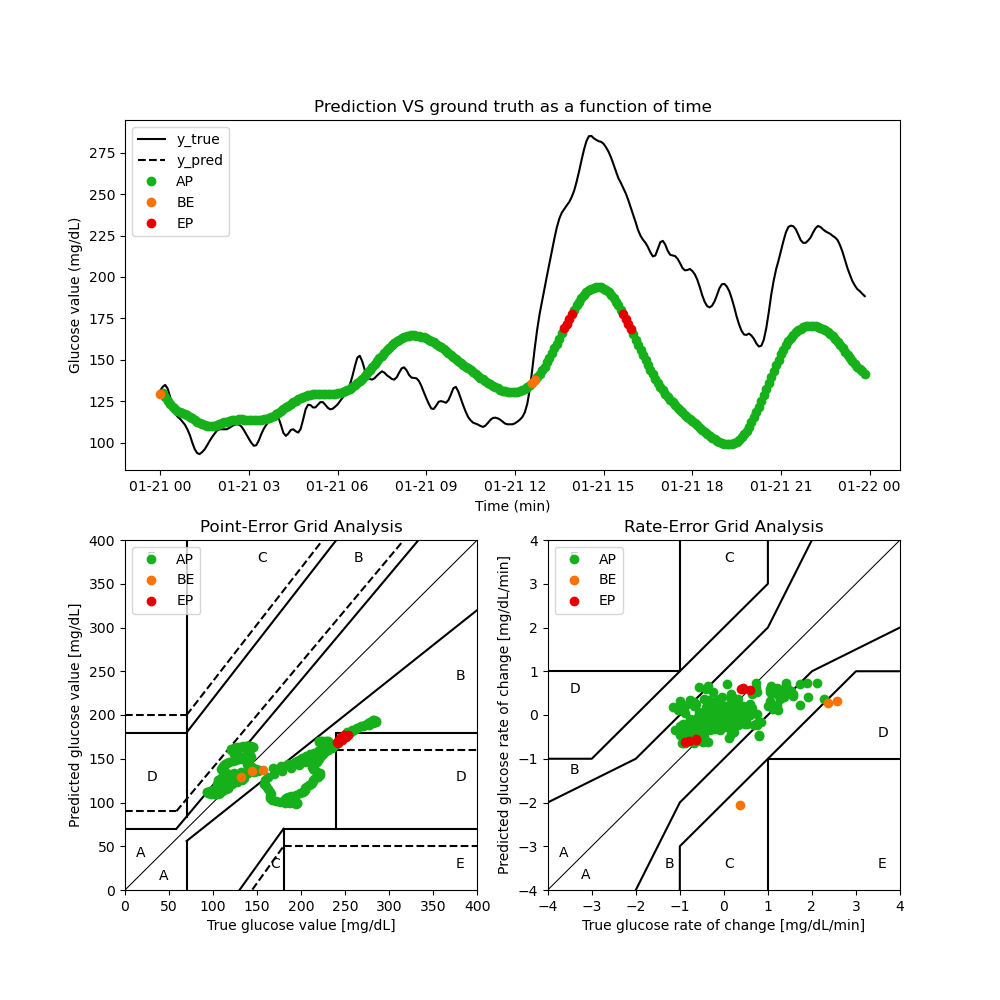 Prediction VS ground truth as a function of time
Glucose value (mg/dL)
275
250
225
200
175
150
125
100
y_true
y_pred
AP
BE
EP
01-21 00 01-21 03 01-21 06 01-21 09 01-21 12 01-21 15 01-21 18 01-21 21 01-22 00
Time (min)
Point-Error Grid Analysis
Predicted glucose value [mg/dL]
400
350
300
250
200
150
100
50
0
AP
BE
EP
C B
B
D D
A
A
C E
0 50 100 150 200 250 300 350 400
True glucose value [mg/dL]
Rate-Error Grid Analysis
Predicted glucose rate of change [mg/dL/min]
4
3
2
1
0
−1
−2
−3
−4
AP
BE
EP
C
D
D
B
A
A
B C E
−4 −3 −2 −1 0 1 2 3 4
True glucose rate of change [mg/dL/min]